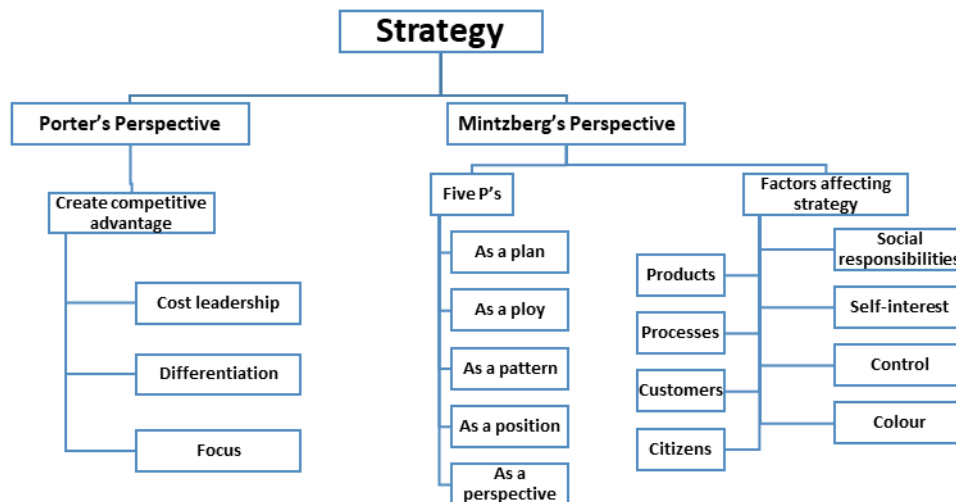 Strategy
Porter's Perspective
Mintzberg's Perspective
Create competitive
advantage
Cost leadership
Differentiation
Focus
Five P's
As a plan
As a ploy
As a pattern
As a position
As a
perspective
Factors affecting
strategy
Products
Processes
Customers
Citizens
Social
responsibilities
Self-interest
Control
Colour